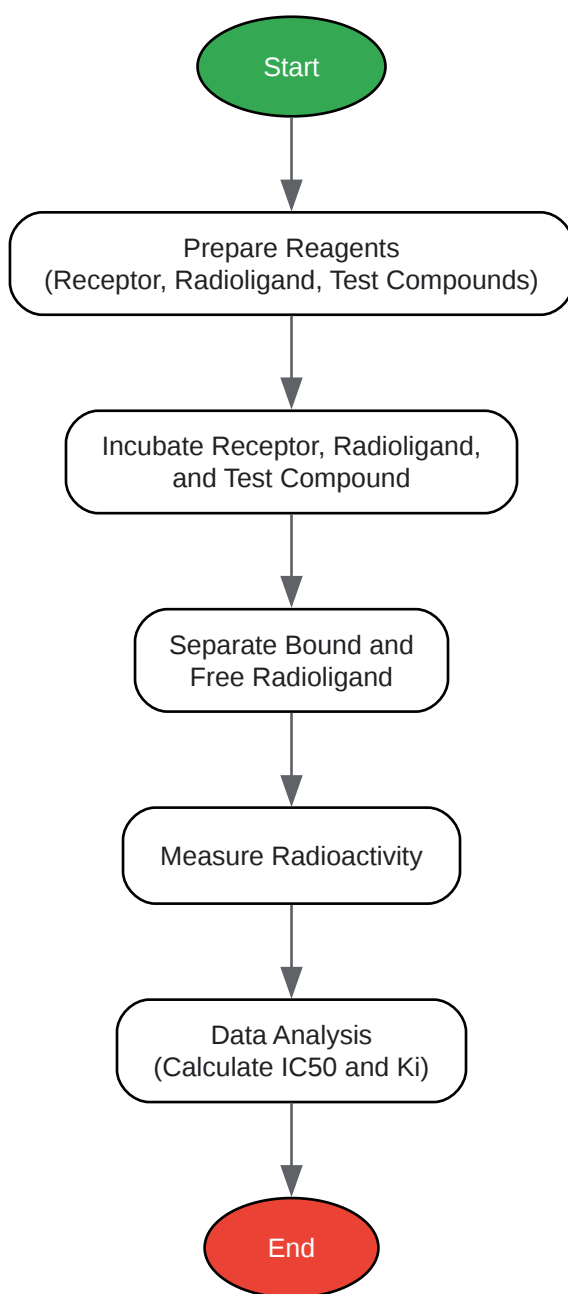 Start
Prepare Reagents
(Receptor, Radioligand, Test Compounds)
Incubate Receptor, Radioligand,
and Test Compound
Separate Bound and
Free Radioligand
Measure Radioactivity
Data Analysis
(Calculate IC50 and Ki)
End